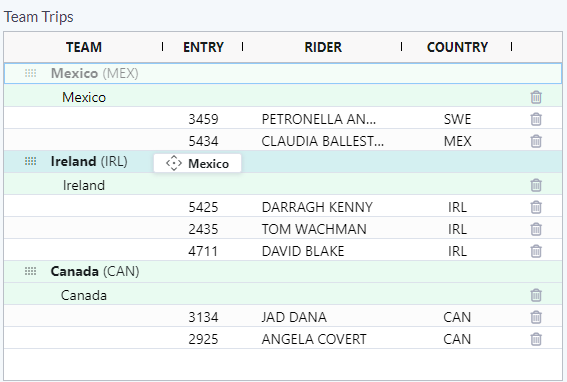 Team Trips
TEAM ENTRY RIDER COUNTRY
Mexico (MEX)
Mexico
3459 PETRONELLA AN... SWE
5434 CLAUDIA BALLEST... MEX
Ireland (IRL) Mexico
Ireland
5425 DARRAGH KENNY IRL
2435 TOM WACHMAN IRL
4711 DAVID BLAKE IRL
Canada (CAN)
Canada
3134 JAD DANA CAN
2925 ANGELA COVERT CAN